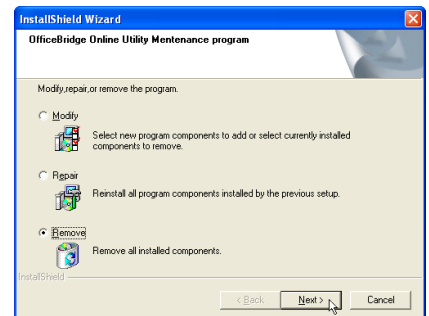 InstallShield Wizard
OfficeBridge Online Utility Mentenance program
Modify,repair,or remove the program.
Modify
Select new program components to add or select currently installed
components to remove.
Repair
Reinstall all program components installed by the previous setup.
Remove
Remove all installed components.
InstallShield
< Back Next > Cancel